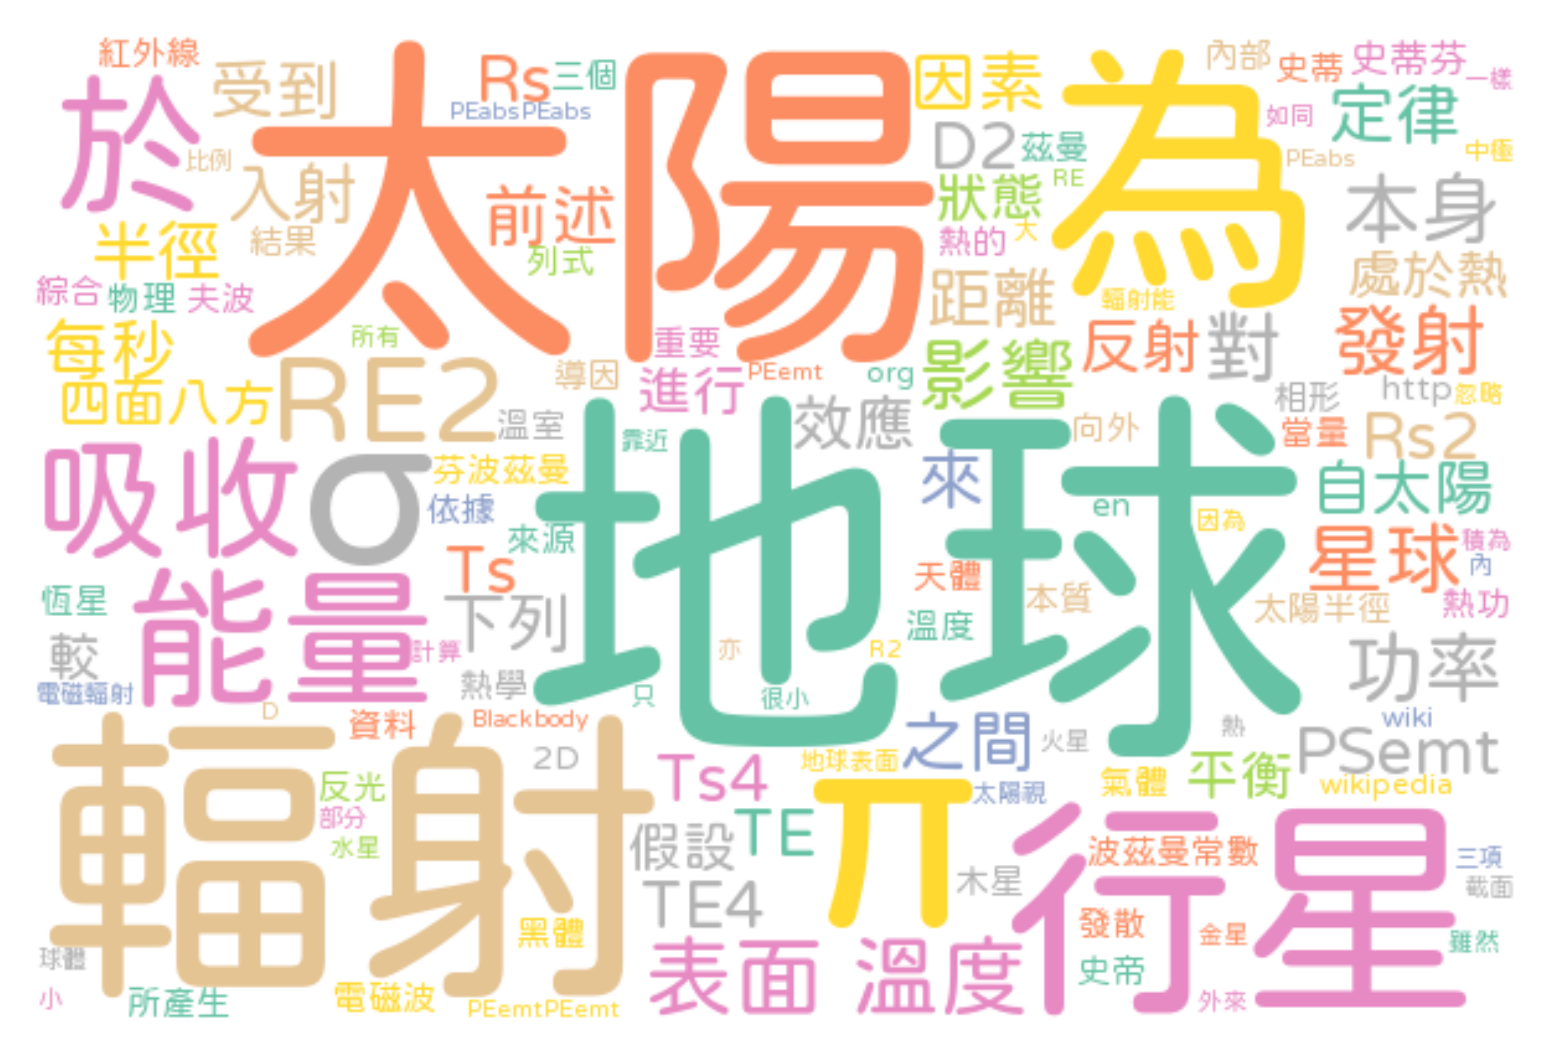 紅外線
受到
Rs
三個
因素
內部
史蒂
史蒂芬
一樣
於
太陽
PEabsPEabs
為
如同
定律
比例
入射
前述
D2
茲曼
RE
PEabs
中極
半徑
結果
列式
狀態
熱的
大
本身
綜合
物理
夫波
距離
輻射能
處於熱
每秒
所有
重要
影響
反射
對
發射
四面八方
RE2
導因
進行
PEemt
org
相形
http
忽略
溫室
靠近
效應
向外
當量
Rs2
吸收
σ
芬波茲曼
地球
來
自太陽
依據
en
因為
來源
星球
積為
內
恆星
能量
Ts
天體
本質
太陽半徑
熱功
較
下列
溫度
計算
亦
R2
功率
電磁輻射
熱學
只
很小
D
資料
Blackbody
之間
火星
熱
wiki
輻射
2D
Ts4
地球表面
PSemt
反光
π
太陽視
氣體
平衡
wikipedia
部分
水星
假設
TE
行星
波茲曼常數
三項
TE4
木星
截面
黑體
發散
金星
雖然
球體
表面
溫度
史帝
小
所產生
電磁波
PEemtPEemt
外來